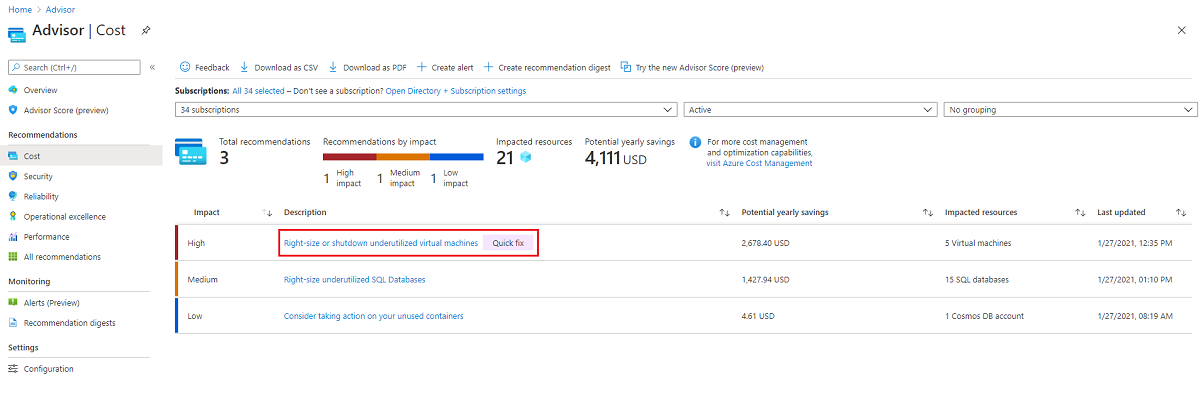 Home > Advisor
Advisor | Cost
Search (Ctrl+/)
«
Overview
Advisor Score (preview)
Recommendations
Cost
Security
Reliability
Operational excellence
Performance
All recommendations
Monitoring
Alerts (Preview)
Recommendation digests
Settings
Configuration
Feedback Download as CSV Download as PDF Create alert Create recommendation digest Try the new Advisor Score (preview)
Subscriptions: All 34 selected – Don't see a subscription? Open Directory + Subscription settings
34 subscriptions Active No grouping
Total recommendations
3
Recommendations by impact
1 High impact
1 Medium impact
1 Low impact
Impacted resources
21
Potential yearly savings
4,111 USD
For more cost management
and optimization capabilities,
visit Azure Cost Management
Impact Description Potential yearly savings Impacted resources Last updated
High Right-size or shutdown underutilized virtual machines Quick fix 2,678.40 USD 5 Virtual machines 1/27/2021, 12:35 PM
Medium Right-size underutilized SQL Databases 1,427.94 USD 15 SQL databases 1/27/2021, 01:10 PM
Low Consider taking action on your unused containers 4.61 USD 1 Cosmos DB account 1/27/2021, 08:19 AM